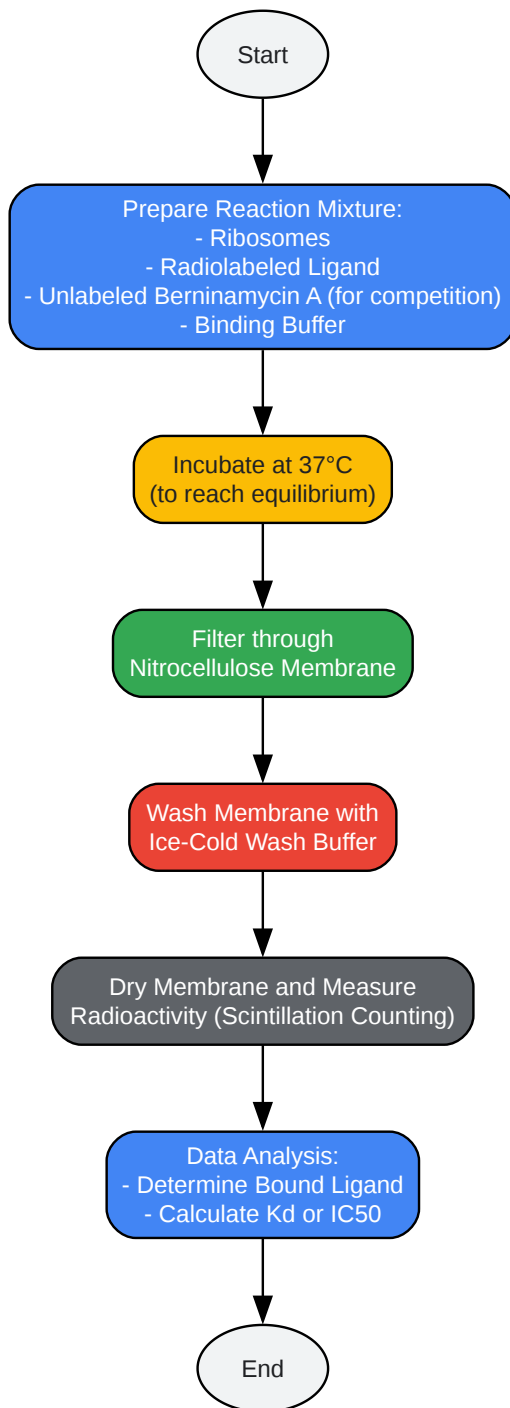 Start
Prepare Reaction Mixture:
- Ribosomes
- Radiolabeled Ligand
- Unlabeled Berninamycin A (for competition)
- Binding Buffer
Incubate at 37°C
(to reach equilibrium)
Filter through
Nitrocellulose Membrane
Wash Membrane with
Ice-Cold Wash Buffer
Dry Membrane and Measure
Radioactivity (Scintillation Counting)
Data Analysis:
- Determine Bound Ligand
- Calculate Kd or IC50
End